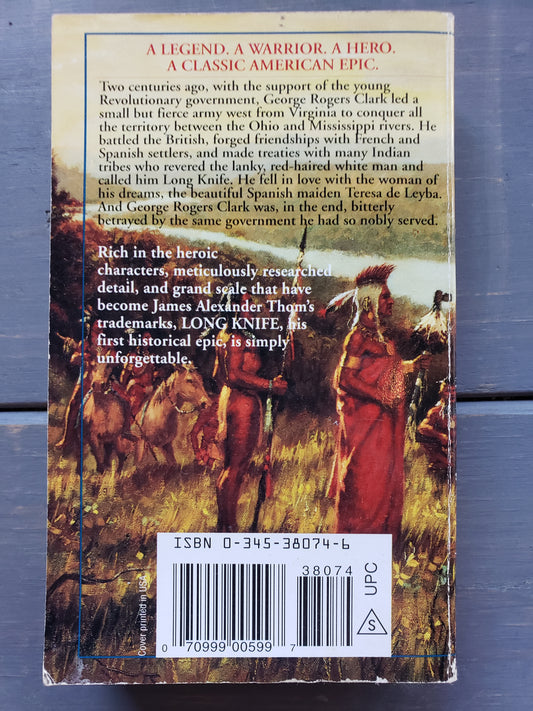 A LEGEND. A WARRIOR. A HERO.
A CLASSIC AMERICAN EPIC.
Two centuries ago, with the support of the young
Revolutionary government, George Rogers Clark led a
small but fierce army west from Virginia to conquer all
the territory between the Ohio and Mississippi rivers. He
battled the British, forged friendships with French and
Spanish settlers, and made treaties with many Indian
tribes who revered the lanky, red-haired white man and
called him Long Knife. He fell in love with the woman of
his dreams, the beautiful Spanish maiden Teresa de Leyba.
And George Rogers Clark was, in the end, bitterly
betrayed by the same government he had so nobly served.
Rich in the heroic
characters, meticulously researched
detail, and grand scale that have
become James Alexander Thom's
trademarks, LONG KNIFE, his
first historical epic, is simply
unforgettable.
ISBN 0-345-38074-6
38074
UPC
S
0 70999 00599 7
Cover printed in USA